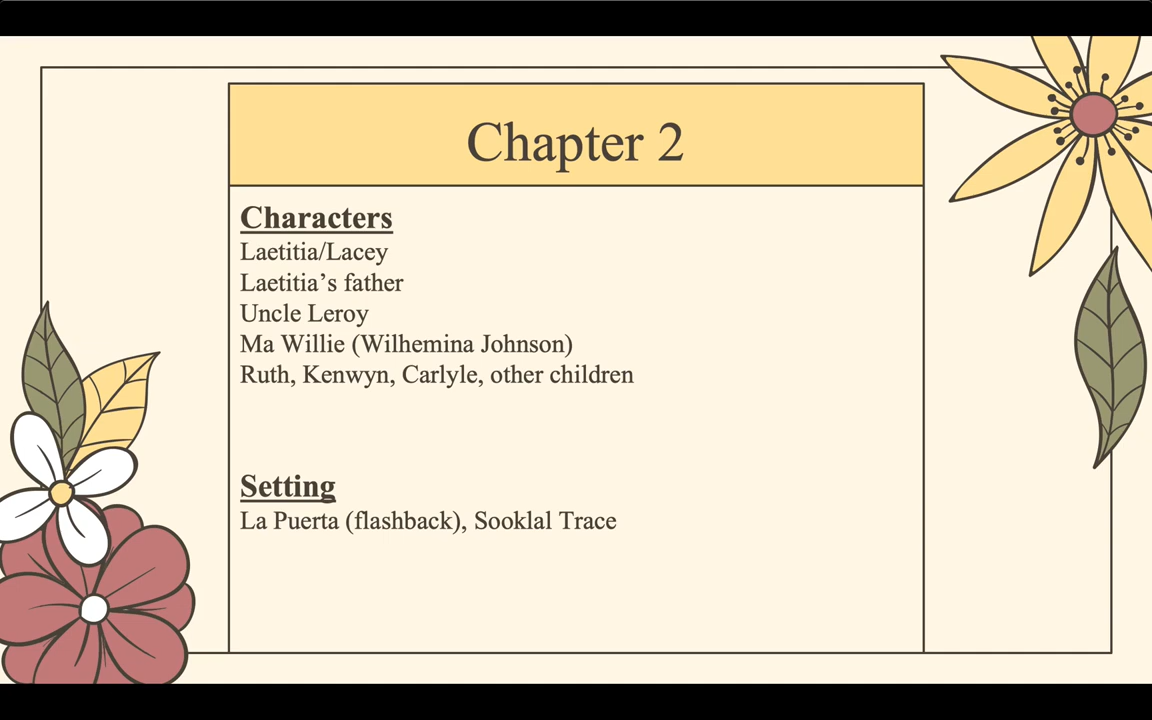 Chapter 2
Characters
Laetitia/Lacey
Laetitia’s father
Uncle Leroy
Ma Willie (Wilhemina Johnson)
Ruth, Kenwyn, Carlyle, other children
Setting
La Puerta (flashback), Sooklal Trace